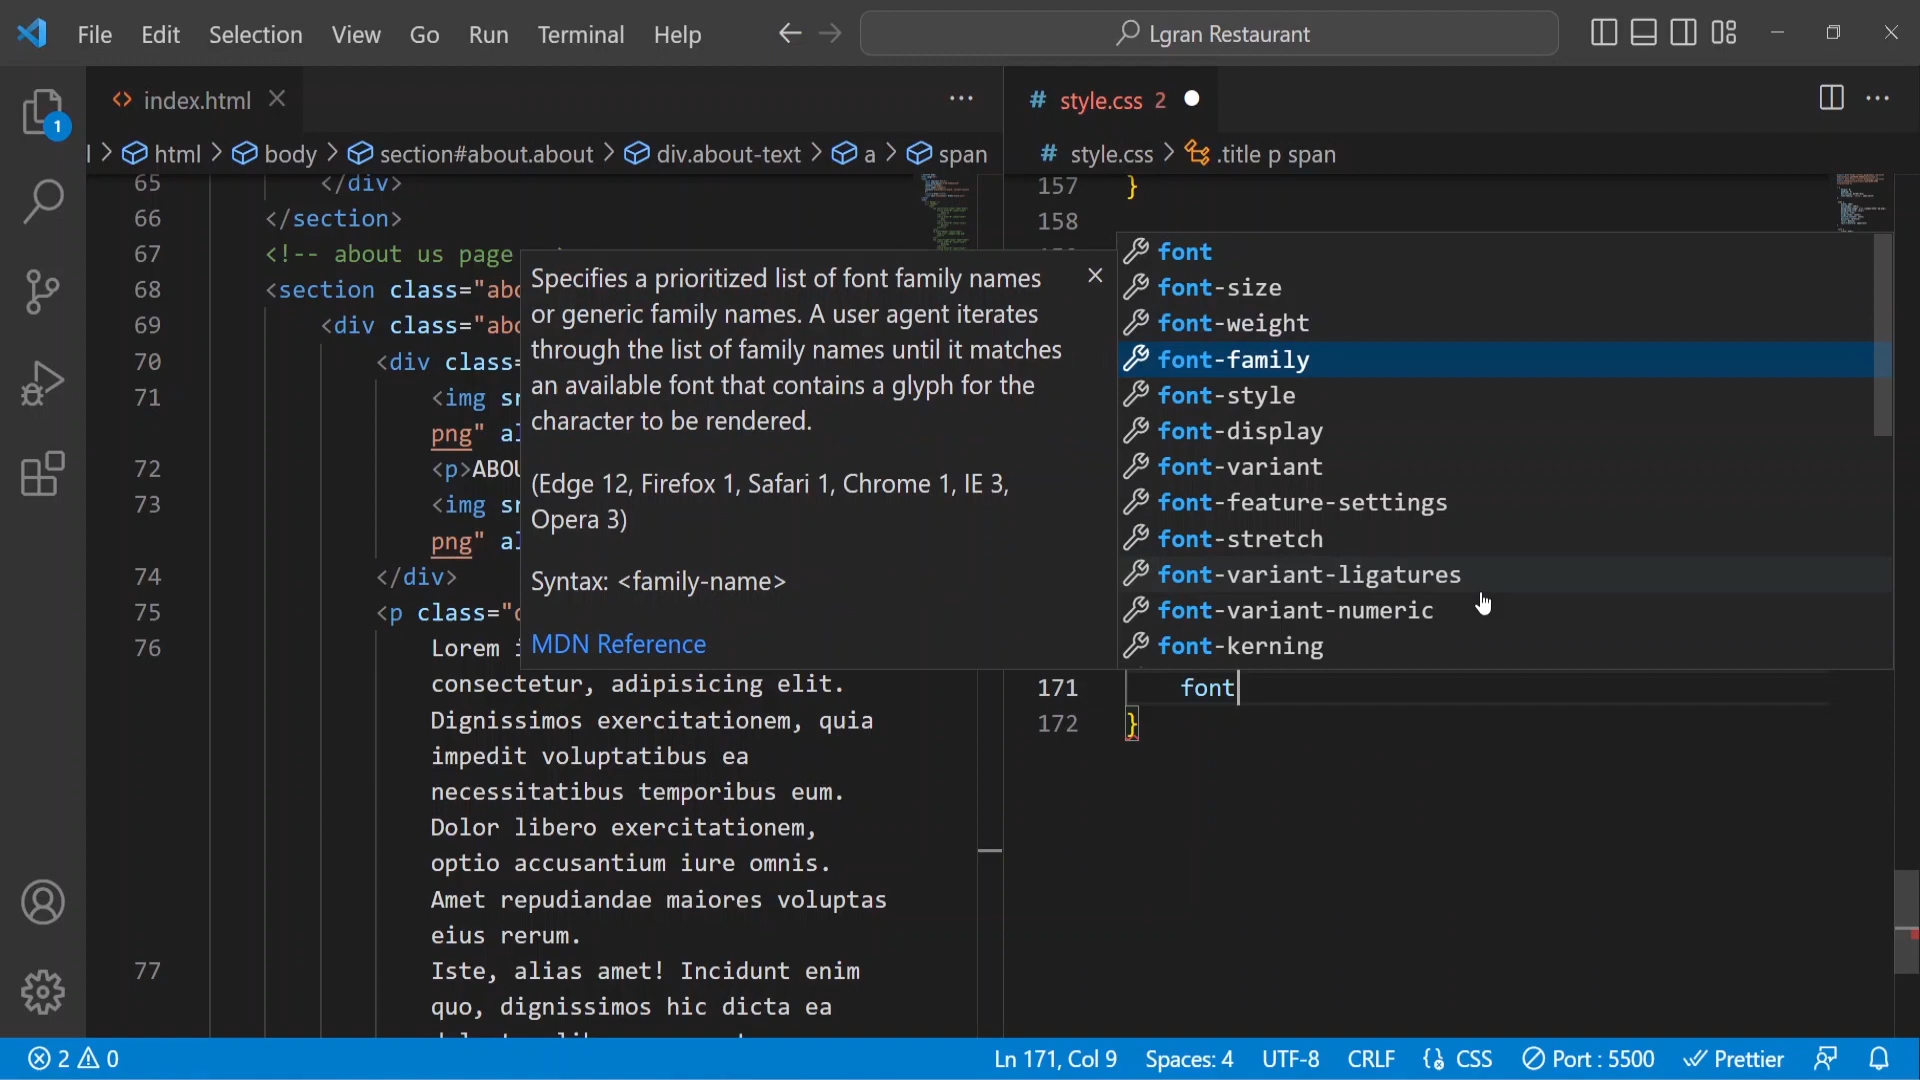 File Edit Selection View Go Run Terminal Help
Lgran Restaurant
index.html
style.css 2
html > body > section#about.about > div.about-text > a > span
style.css > .title p span
65 </div>
66 </section>
67 <!-- about us page
68 <section class="abo
69 <div class="abo
70 <div class=
71 <img sr
png" al
72 <p>ABOU
73 <img sr
png" al
74 </div>
75 <p class="d
76 Lorem i
consectetur, adipisicing elit.
Dignissimos exercitationem, quia
impedit voluptatibus ea
necessitatibus temporibus eum.
Dolor libero exercitationem,
optio accusantium iure omnis.
Amet repudiandae maiores voluptas
eius rerum.
77 Iste, alias amet! Incidunt enim
quo, dignissimos hic dicta ea
Specifies a prioritized list of font family names
or generic family names. A user agent iterates
through the list of family names until it matches
an available font that contains a glyph for the
character to be rendered.
(Edge 12, Firefox 1, Safari 1, Chrome 1, IE 3,
Opera 3)
Syntax: <family-name>
MDN Reference
157 }
158
font
font-size
font-weight
font-family
font-style
font-display
font-variant
font-feature-settings
font-stretch
font-variant-ligatures
font-variant-numeric
font-kerning
171 font
172 }
1
2 0
Ln 171, Col 9 Spaces: 4 UTF-8 CRLF {} CSS Port : 5500 Prettier